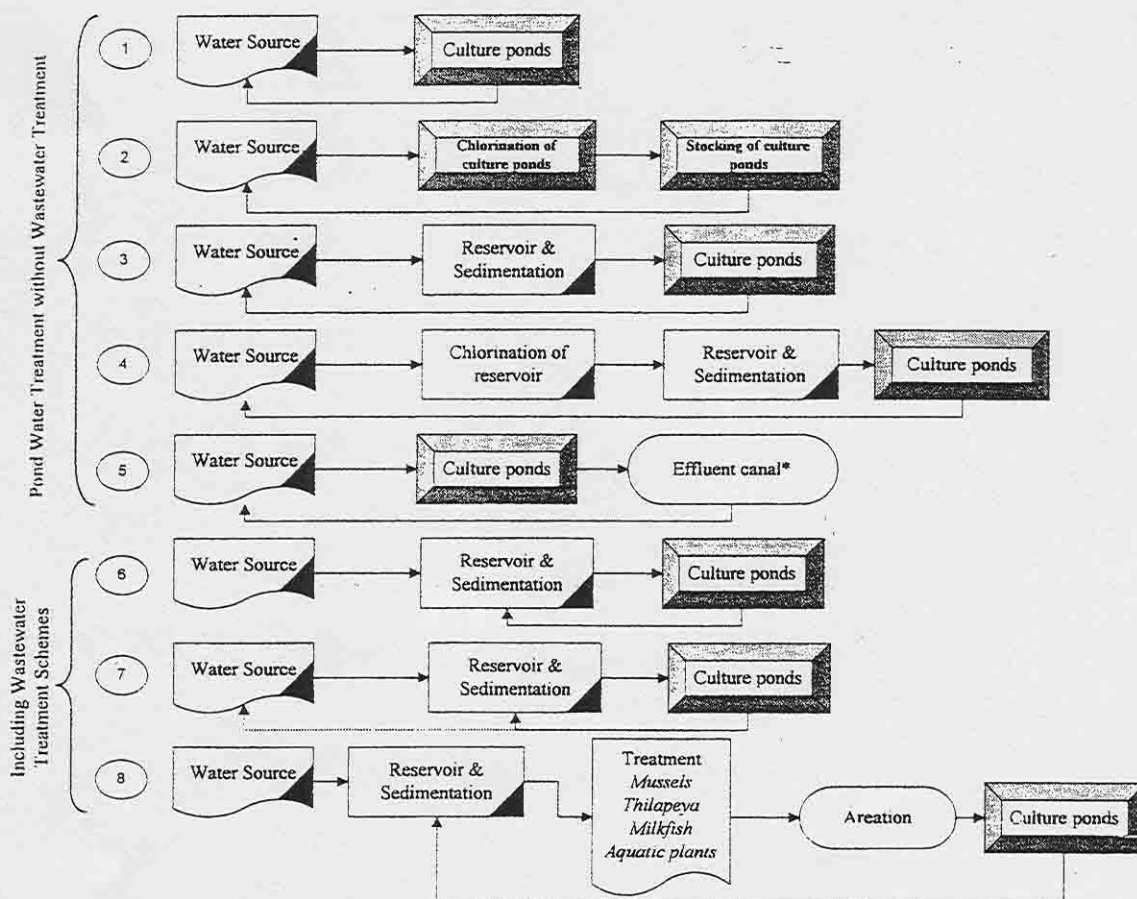 Pond Water Treatment without Wastewater Treatment
1
Water Source
Culture ponds
2
Water Source
Chlorination of
culture ponds
Stocking of culture
ponds
3
Water Source
Reservoir &
Sedimentation
Culture ponds
4
Water Source
Chlorination of
reservoir
Reservoir &
Sedimentation
Culture ponds
5
Water Source
Culture ponds
Effluent canal*
Including Wastewater
Treatment Schemes
6
Water Source
Reservoir &
Sedimentation
Culture ponds
7
Water Source
Reservoir &
Sedimentation
Culture ponds
8
Water Source
Reservoir &
Sedimentation
Treatment
Mussels
Thilapeya
Milkfish
Aquatic plants
Areation
Culture ponds